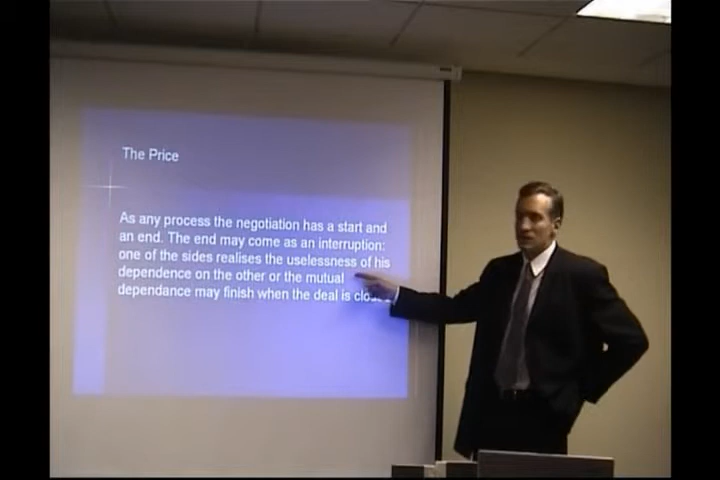 The Price
As any process the negotiation has a start and
an end. The end may come as an interruption:
one of the sides realises the uselessness of his
dependence on the other or the mutual
dependance may finish when the deal is